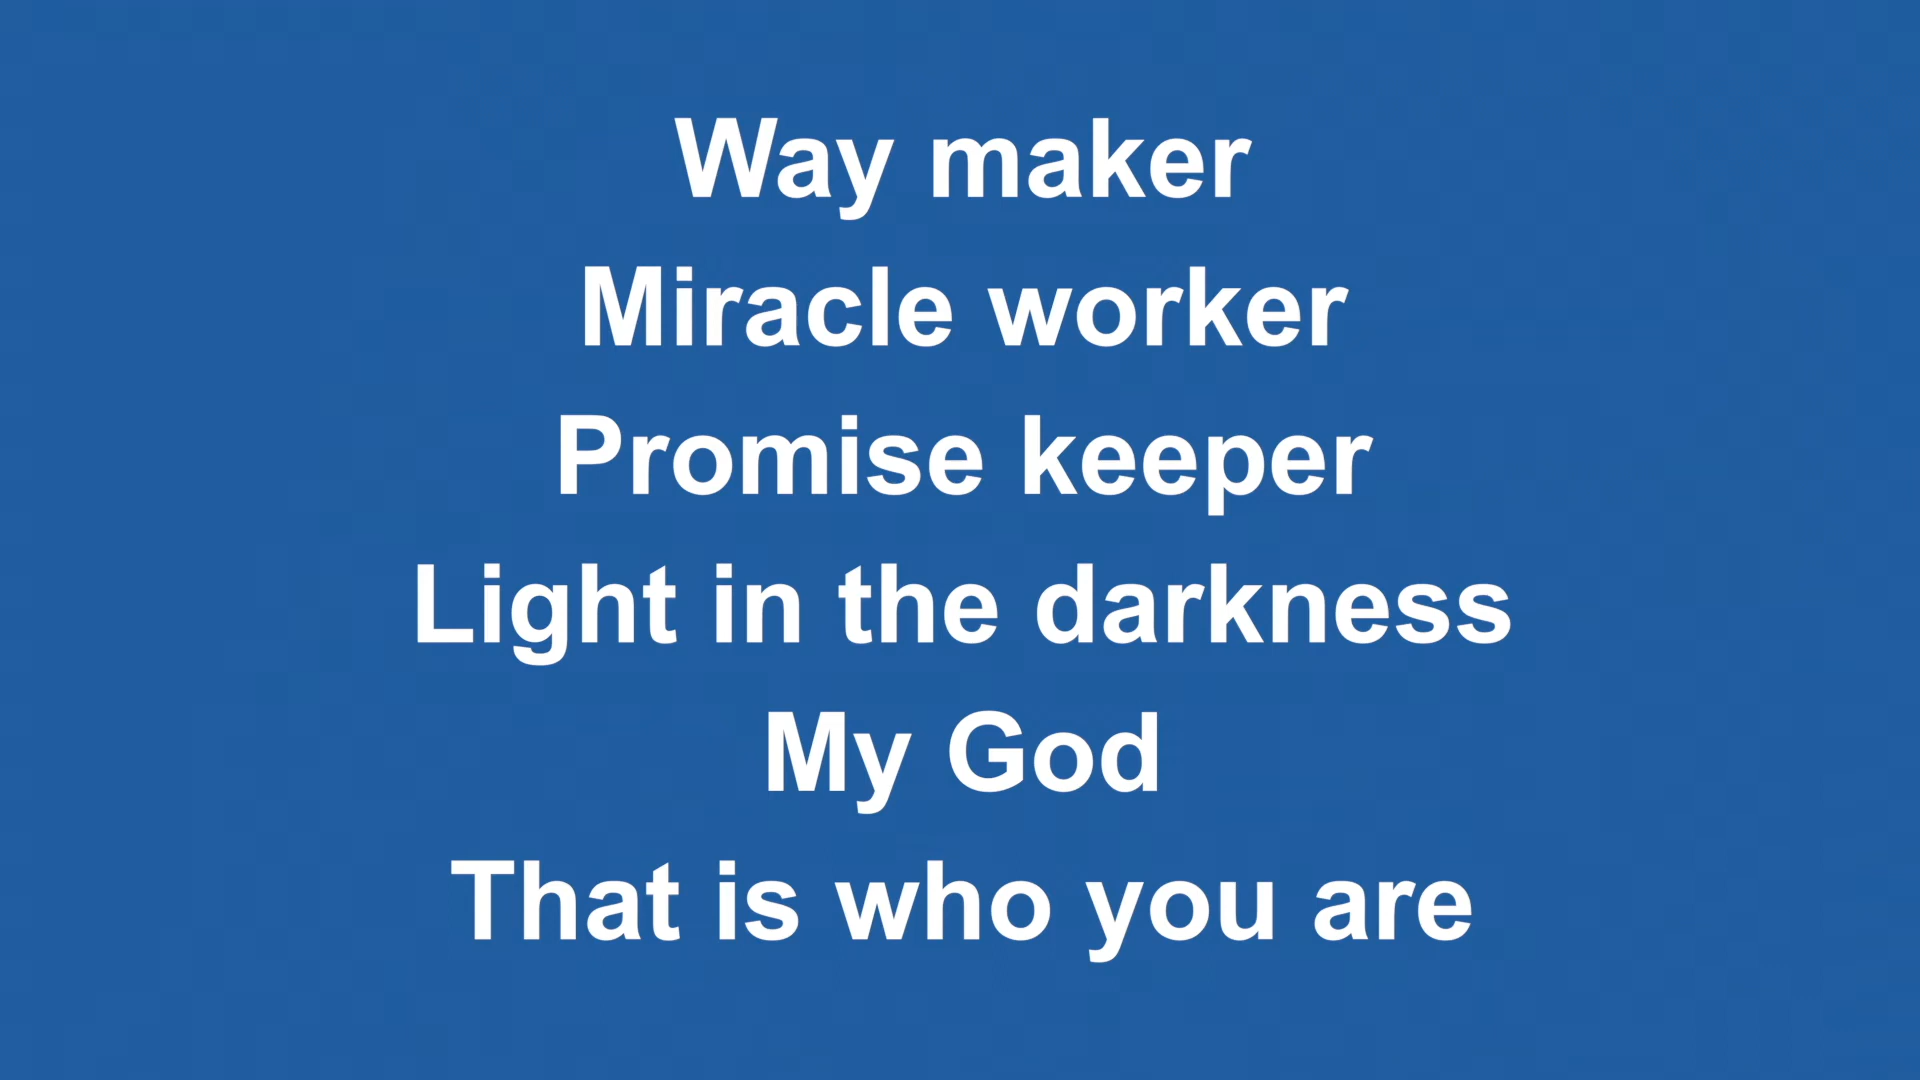 Way maker
Miracle worker
Promise keeper
Light in the darkness
My God
That is who you are